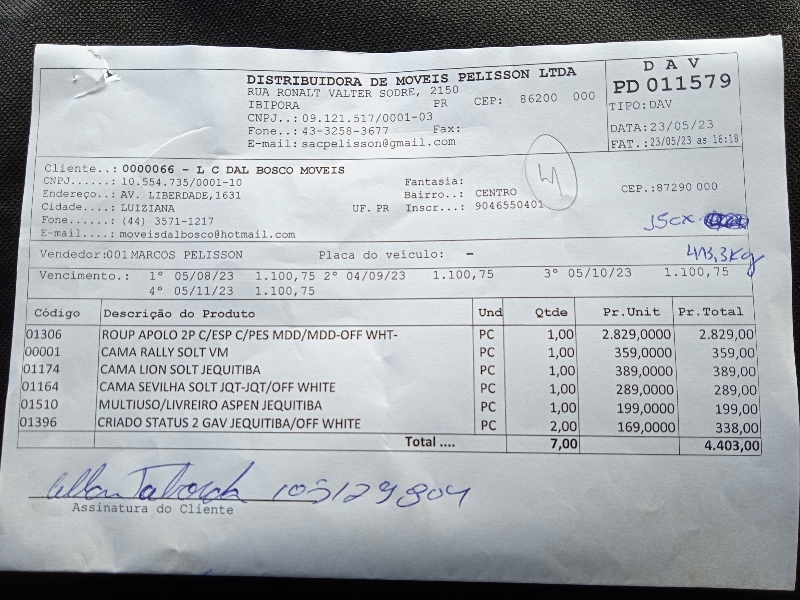 DISTRIBUIDORA DE MOVEIS PELISSON LTDA
RUA RONALT VALTER SODRE, 2150
IBIPORA PR CEP: 86200 000
CNPJ..: 09.121.517/0001-03
Fone..: 43-3258-3677 Fax:
E-mail: sacpelisson@gmail.com
D A V
PD 011579
TIPO:DAV
DATA:23/05/23
FAT.:23/05/23 as 16:18
Cliente..: 0000066 - L C DAL BOSCO MOVEIS
CNPJ......: 10.554.735/0001-10 Fantasia:
Endereço..: AV. LIBERDADE,1631 Bairro..: CENTRO CEP.:87290 000
Cidade....: LUIZIANA UF. PR Inscr...: 9046550401
Fone......: (44) 3571-1217
E-mail....: moveisdalbosco@hotmail.com
15cx
413,3Kg
Vendedor:001 MARCOS PELISSON Placa do veículo: -
Vencimento.: 1° 05/08/23 1.100,75 2° 04/09/23 1.100,75 3° 05/10/23 1.100,75
4° 05/11/23 1.100,75
Código Descrição do Produto Und Qtde Pr.Unit Pr.Total
01306 ROUP APOLO 2P C/ESP C/PES MDD/MDD-OFF WHT- PC 1,00 2.829,0000 2.829,00
00001 CAMA RALLY SOLT VM PC 1,00 359,0000 359,00
01174 CAMA LION SOLT JEQUITIBA PC 1,00 389,0000 389,00
01164 CAMA SEVILHA SOLT JQT-JQT/OFF WHITE PC 1,00 289,0000 289,00
01510 MULTIUSO/LIVREIRO ASPEN JEQUITIBA PC 1,00 199,0000 199,00
01396 CRIADO STATUS 2 GAV JEQUITIBA/OFF WHITE PC 2,00 169,0000 338,00
Total .... 7,00 4.403,00
Assinatura do Cliente